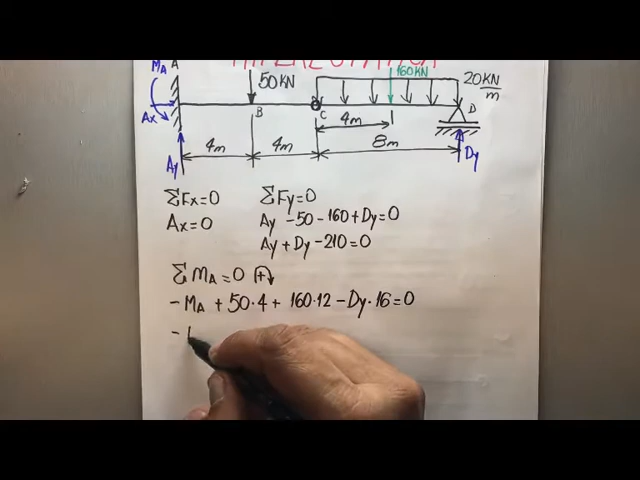 MA A 50KN 160KN 20KN/m
Ax B C D
4m
Ay 4m 4m 8m Dy
ΣFx=0 ΣFy=0
Ax=0 Ay -50-160+Dy=0
Ay+Dy-210=0
ΣMA=0 (+)
-MA + 50·4 + 160·12 -Dy·16=0
-